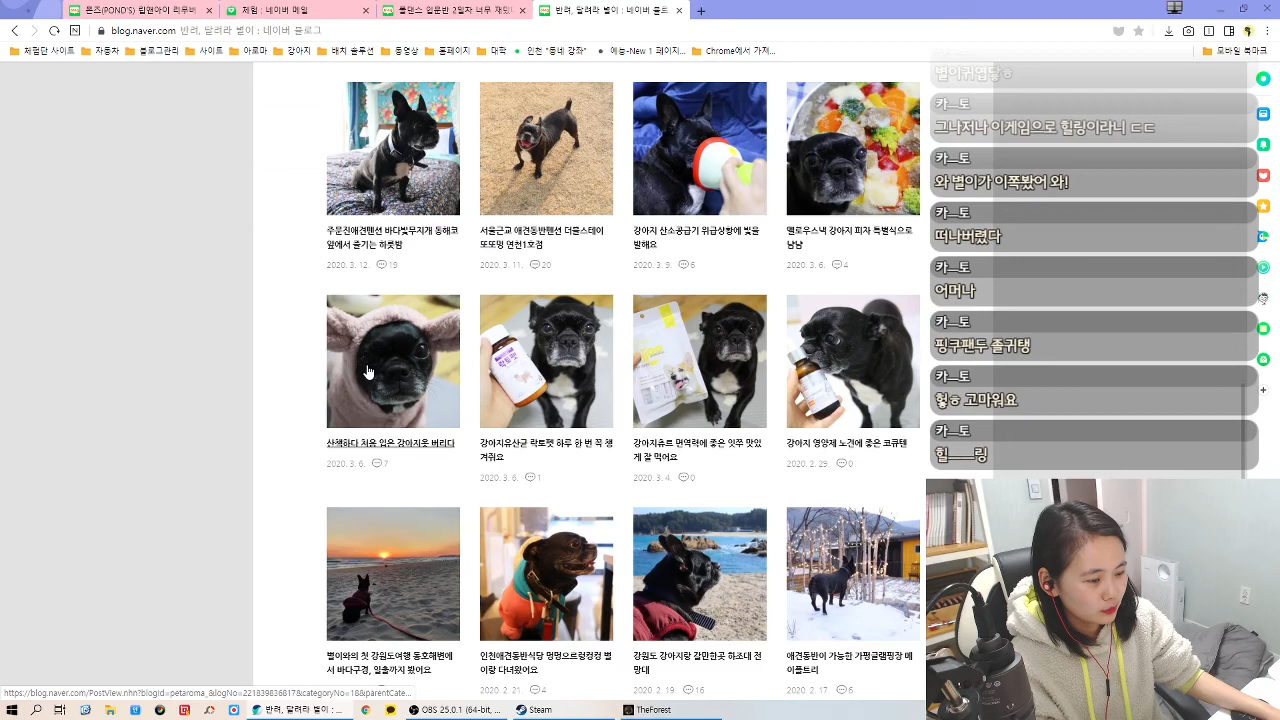 폰즈(POND'S) 립앤아이 리무버
체험 : 네이버 메일
플댄스 입문반 2일차 너무 재밌
반려, 달려라 별이 : 네이버 블로
blog.naver.com 반려, 달려라 별이 : 네이버 블로그
체험단 사이트 자동차 블로그관리 사이트 아로마 강아지 배치 솔루션 동영상 홈페이지 대학 인천 "동네 강좌" 예능-New 1 페이지... Chrome에서 가져... 모바일 북마크
주문진애견펜션 바다빛무지개 동해코앞에서 즐기는 하룻밤
2020. 3. 12. 19
서울근교 애견동반펜션 더블스테이 또또멍 연천1호점
2020. 3. 11. 20
강아지 산소공급기 위급상황에 빛을 발해요
2020. 3. 9. 6
멜로우스낵 강아지 피자 특별식으로 냠냠
2020. 3. 6. 4
산책하다 처음 입은 강아지옷 버리다
2020. 3. 6. 7
강아지유산균 락토펫 하루 한 번 꼭 챙겨줘요
2020. 3. 6. 1
강아지츄르 면역력에 좋은 잇쭈 맛있게 잘 먹어요
2020. 3. 4. 0
강아지 영양제 노견에 좋은 코큐텐
2020. 2. 29. 0
별이와의 첫 강원도여행 동호해변에서 바다구경, 일출까지 봤어요
인천애견동반식당 멍멍으르렁컹컹 별이랑 다녀왔어요
2020. 2. 21. 4
강원도 강아지랑 갈만한곳 하조대 전망대
2020. 2. 19. 16
애견동반이 가능한 가평글램핑장 메이플트리
2020. 2. 17. 6
별이귀엽닿ㅎ
카_토
그나저나 이게임으로 힐링이라니 ㄷㄷ
카_토
와 별이가 이쪽봤어 와!
카_토
떠나버렸다
카_토
어머나
카_토
핑구팬두 졸귀탱
카_토
헣ㅎ 고마워요
카_토
힐——링
https://blog.naver.com/PostView.nhn?blogId=petaroma_&logNo=221839836837&categoryNo=18&parentCate...
반려, 달려라 별이 :...
OBS 25.0.1 (64-bit, ...
Steam
TheForest